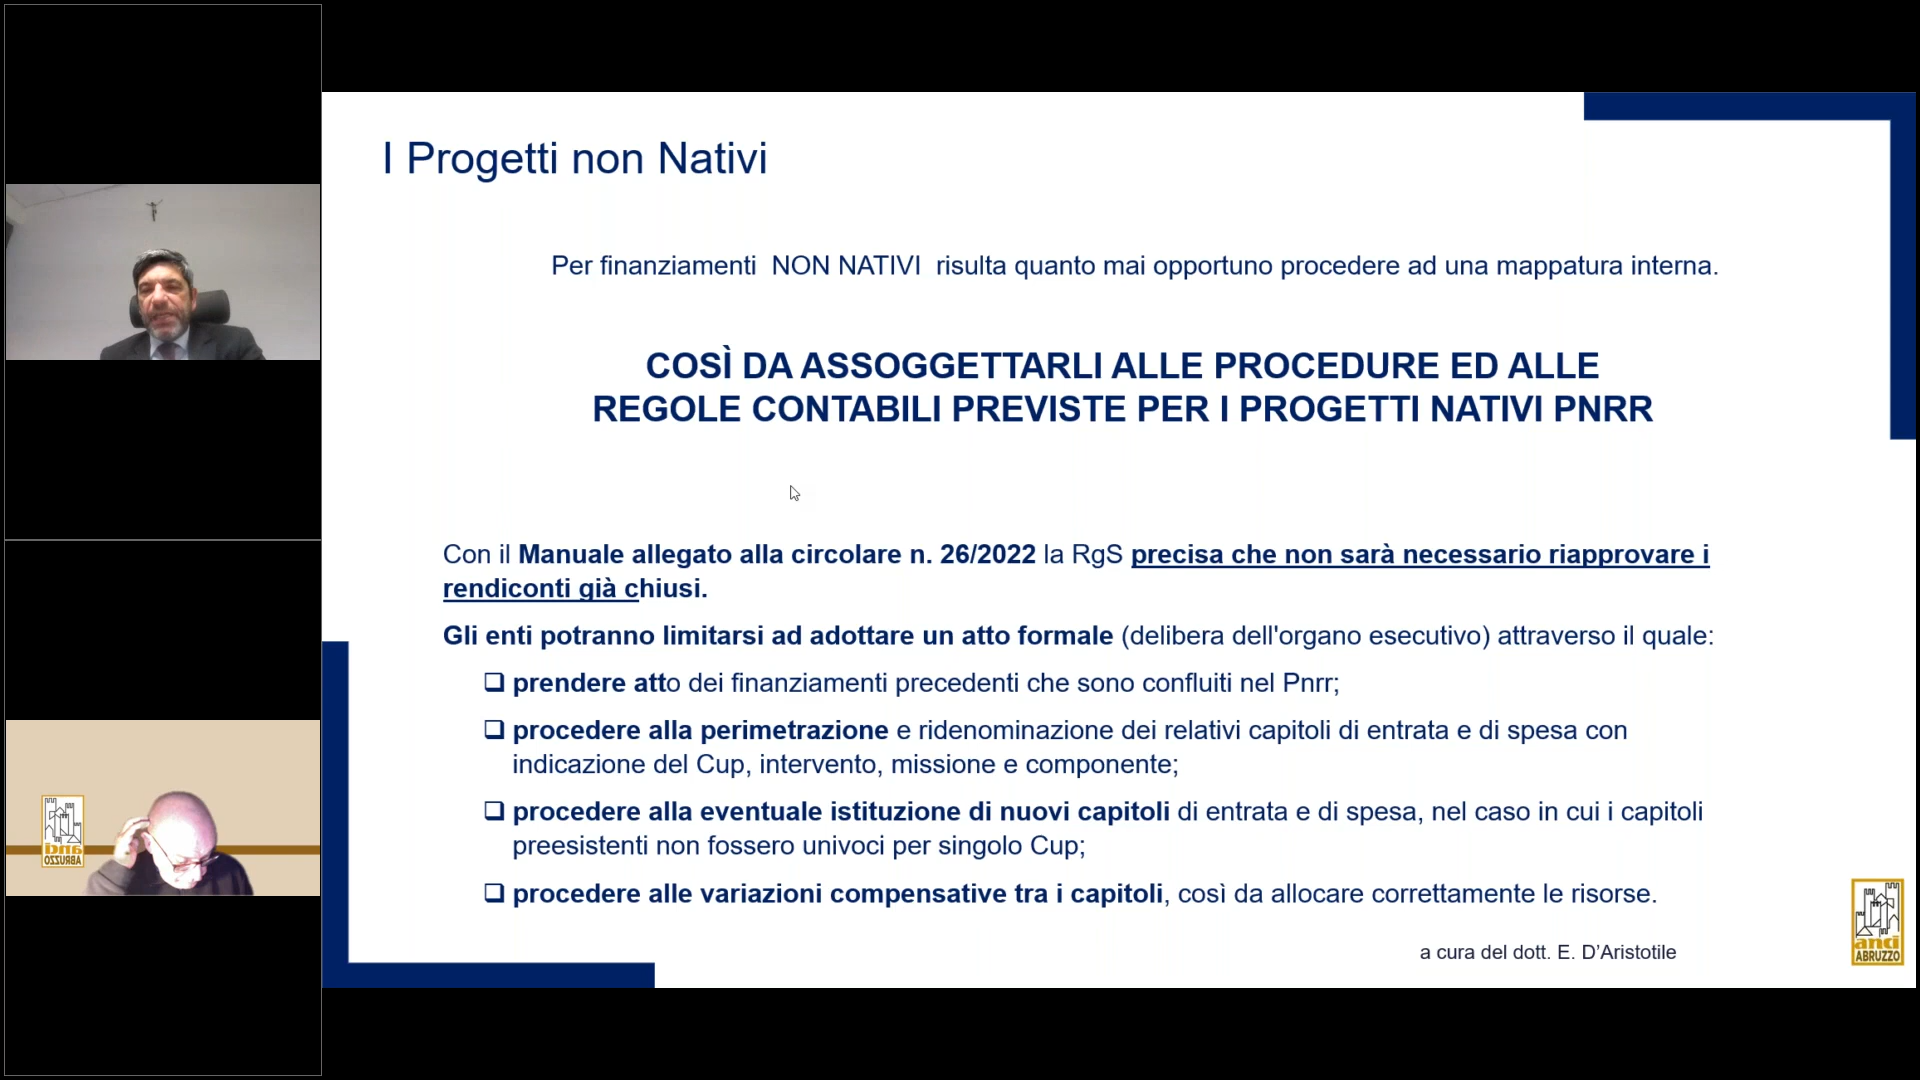 I Progetti non Nativi
Per finanziamenti NON NATIVI risulta quanto mai opportuno procedere ad una mappatura interna.
COSÌ DA ASSOGGETTARLI ALLE PROCEDURE ED ALLE
REGOLE CONTABILI PREVISTE PER I PROGETTI NATIVI PNRR
Con il Manuale allegato alla circolare n. 26/2022 la RgS precisa che non sarà necessario riapprovare i
rendiconti già chiusi.
Gli enti potranno limitarsi ad adottare un atto formale (delibera dell'organo esecutivo) attraverso il quale:
❑ prendere atto dei finanziamenti precedenti che sono confluiti nel Pnrr;
❑ procedere alla perimetrazione e ridenominazione dei relativi capitoli di entrata e di spesa con
indicazione del Cup, intervento, missione e componente;
❑ procedere alla eventuale istituzione di nuovi capitoli di entrata e di spesa, nel caso in cui i capitoli
preesistenti non fossero univoci per singolo Cup;
❑ procedere alle variazioni compensative tra i capitoli, così da allocare correttamente le risorse.
a cura del dott. E. D’Aristotile
anci
ABRUZZO
anci
ABRUZZO